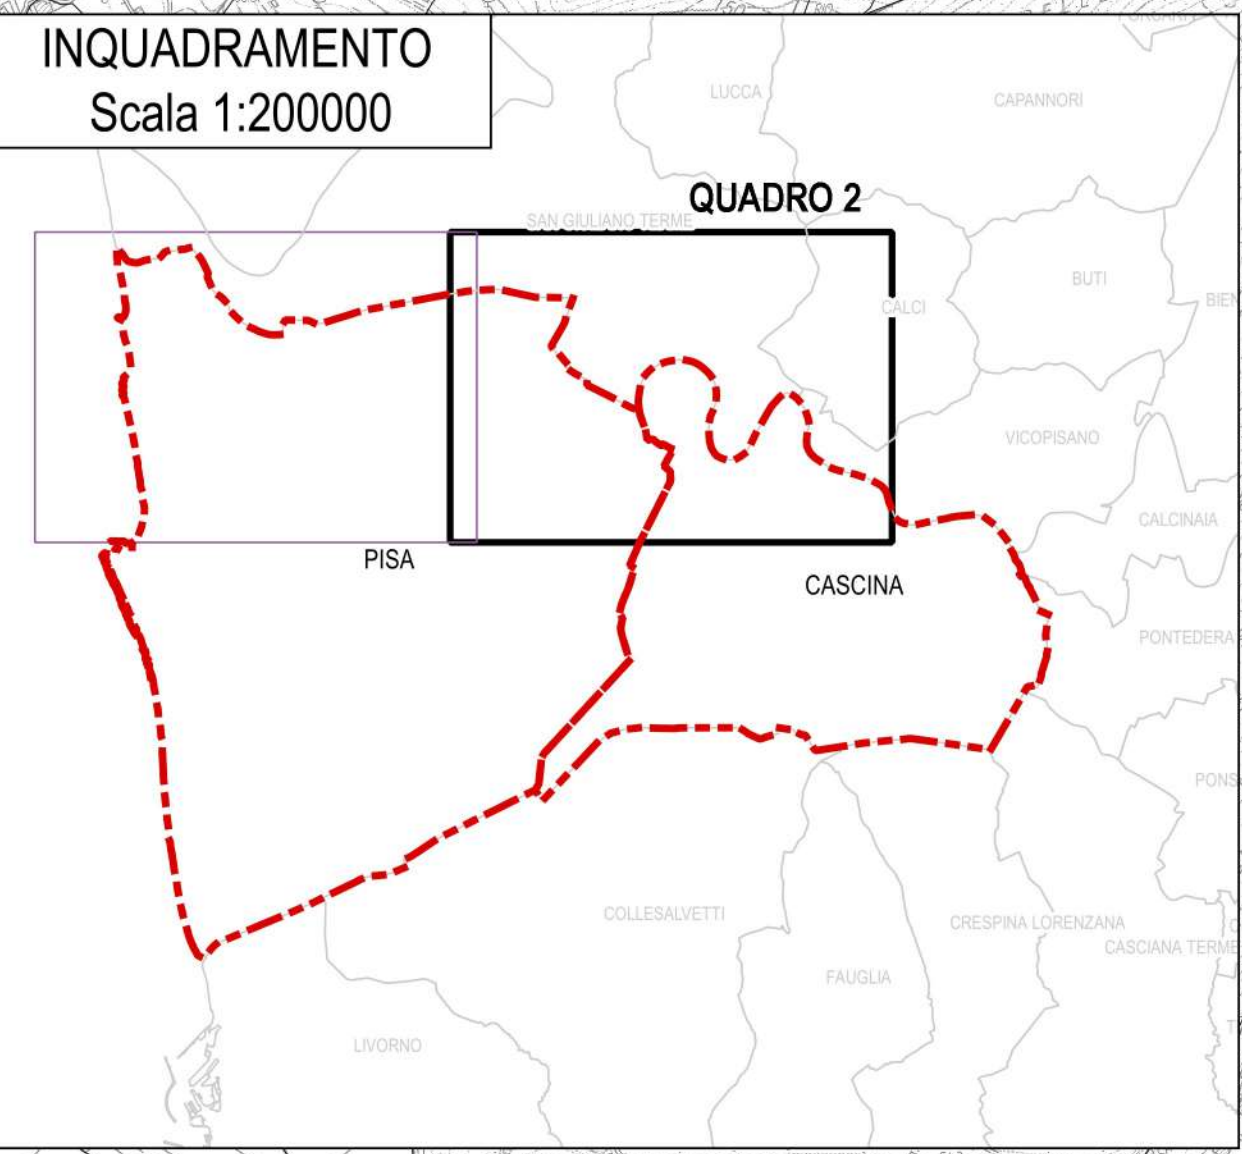 INQUADRAMENTO
Scala 1:200000
LUCCA
CAPANNORI
QUADRO 2
SAN GIULIANO TERME
BUTI
CALCI
VICOPISANO
CALCINAIA
PISA
CASCINA
PONTEDERA
COLLESALVETTI
CRESPINA LORENZANA
CASCIANA TERME
FAUGLIA
LIVORNO